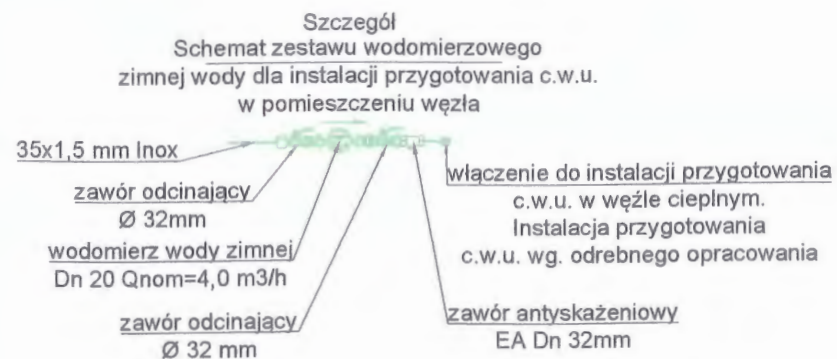 Szczegół
Schemat zestawu wodomierzowego
zimnej wody dla instalacji przygotowania c.w.u.
w pomieszczeniu węzła
35x1,5 mm Inox
zawór odcinający
Ø 32mm
wodomierz wody zimnej
Dn 20 Qnom=4,0 m3/h
zawór odcinający
Ø 32 mm
włączenie do instalacji przygotowania
c.w.u. w węźle cieplnym.
Instalacja przygotowania
c.w.u. wg. odrebnego opracowania
zawór antyskażeniowy
EA Dn 32mm